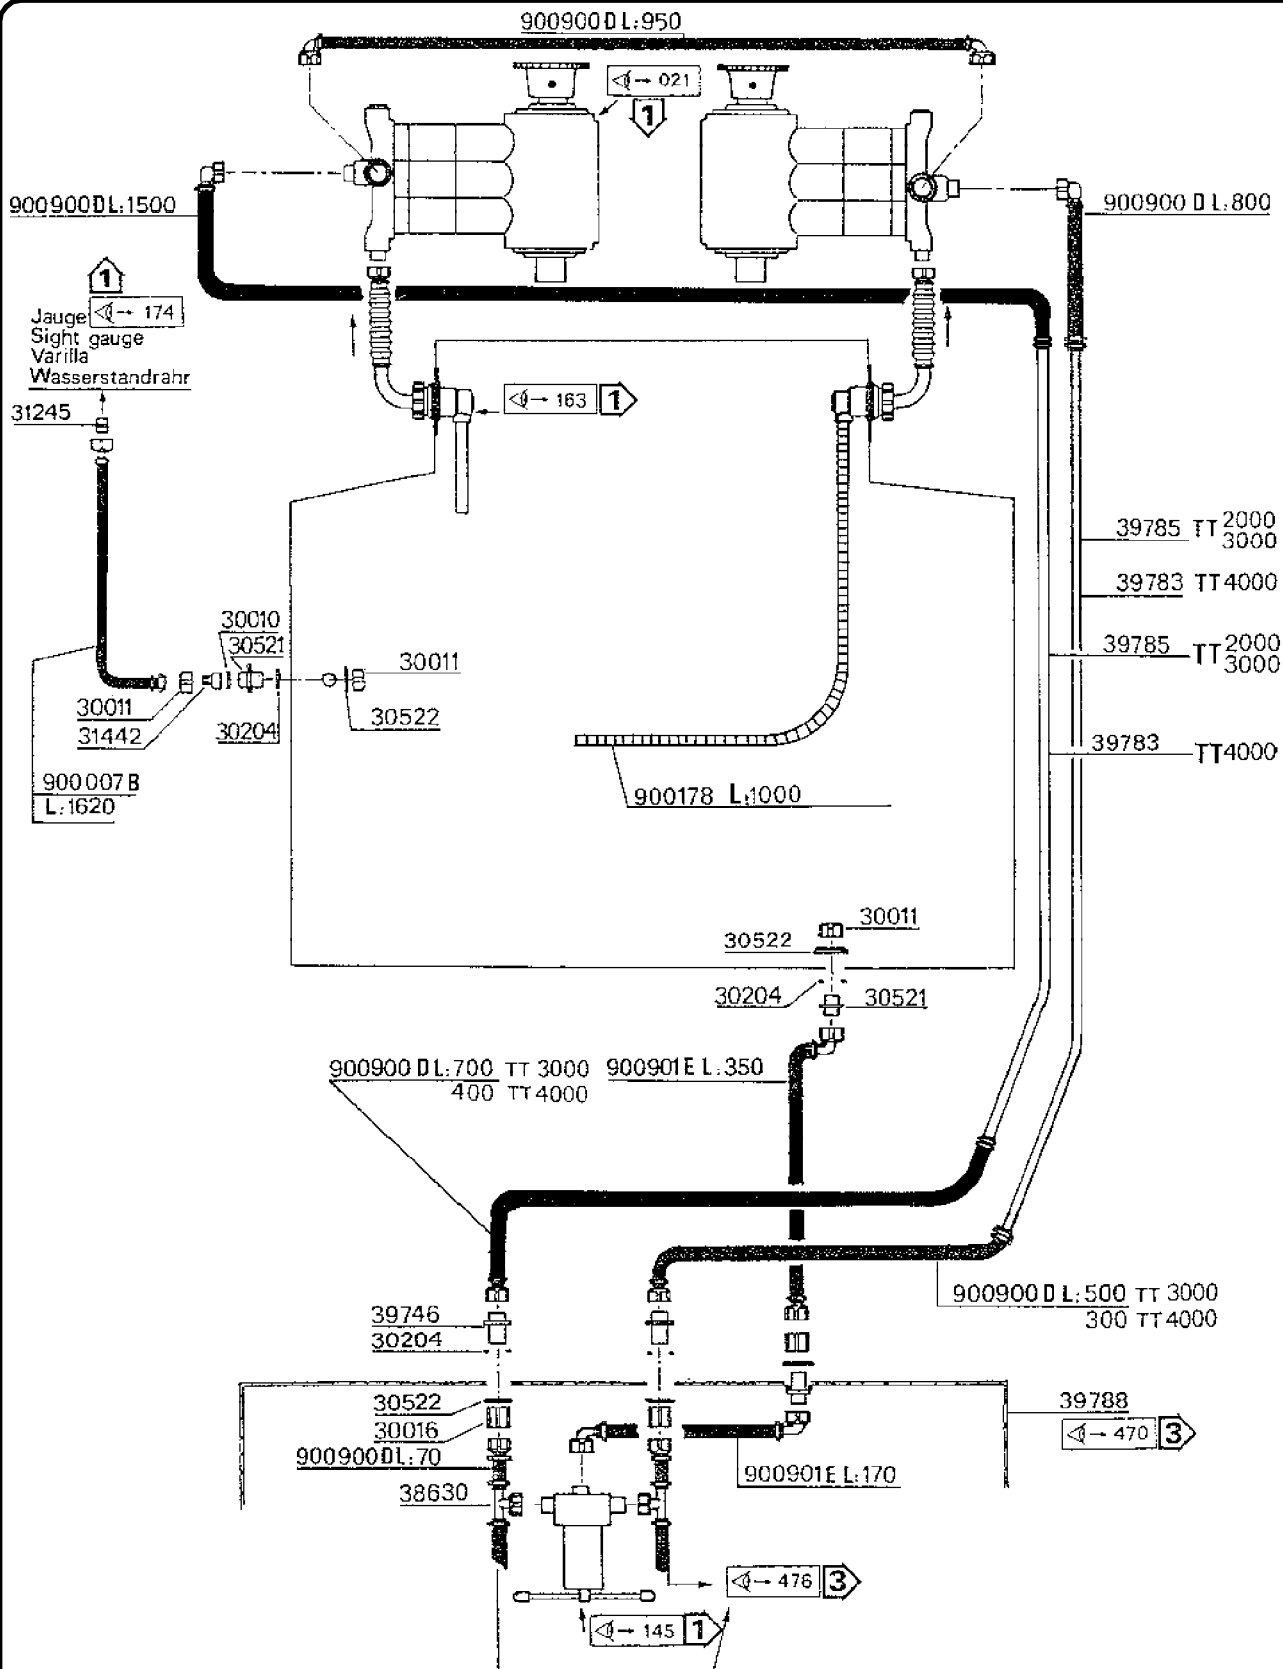 900900 D L:950
021
1
900900 D L:1500
900900 D L:800
1
174
Jauge
Sight gauge
Varilla
Wasserstandrahr
31245
163
1
39785 TT 2000
3000
39783 TT 4000
39785 TT 2000
3000
39783 TT 4000
30010
30521
30011
30522
30011
31442
30204
900007 B
L:1620
900178 L:1000
30011
30522
30204
30521
900900 D L:700 TT 3000
400 TT 4000
900901 E L:350
900900 D L:500 TT 3000
300 TT 4000
39746
30204
30522
30016
900900 D L:70
38630
39788
470
3
900901 E L:170
476
3
145
1